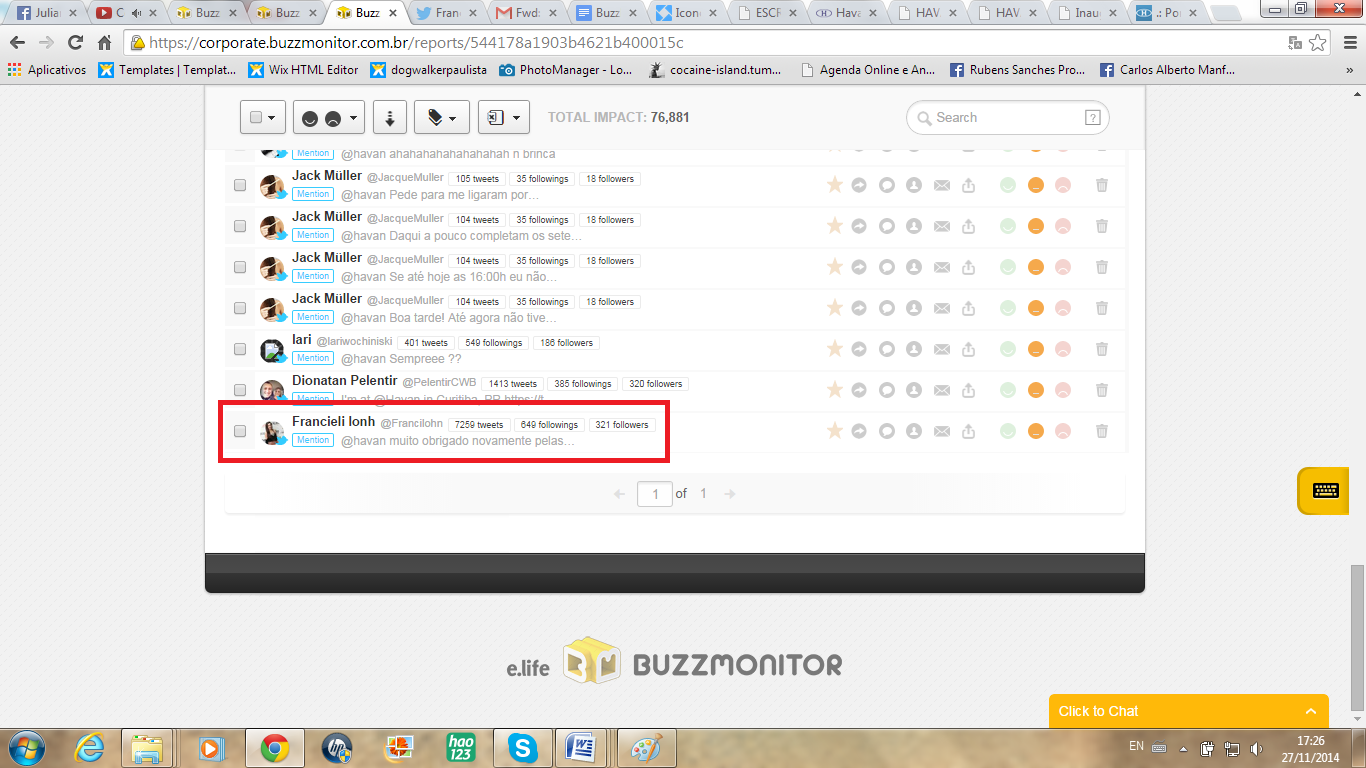 Julia
C
Buzz
Buzz
Buzz
Fran
Fwd:
Buzz
Icon
ESCR
Hava
HAV
HAV
Inau
.: Po
https://corporate.buzzmonitor.com.br/reports/544178a1903b4621b400015c
Aplicativos
Templates | Templat...
Wix HTML Editor
dogwalkerpaulista
PhotoManager - Lo...
cocaine-island.tum...
Agenda Online e An...
Rubens Sanches Pro...
Carlos Alberto Manf...
»
TOTAL IMPACT: 76,881
Search
?
Mention @havan ahahahahahahahahah n brinca
Jack Müller @JacqueMuller 105 tweets 35 followings 18 followers
Mention @havan Pede para me ligaram por…
Jack Müller @JacqueMuller 104 tweets 35 followings 18 followers
Mention @havan Daqui a pouco completam os sete…
Jack Müller @JacqueMuller 104 tweets 35 followings 18 followers
Mention @havan Se até hoje as 16:00h eu não…
Jack Müller @JacqueMuller 104 tweets 35 followings 18 followers
Mention @havan Boa tarde! Até agora não tive…
lari @lariwochiniski 401 tweets 549 followings 186 followers
Mention @havan Sempreee ??
Dionatan Pelentir @PelentirCWB 1413 tweets 385 followings 320 followers
Mention I'm at @Havan in Curitiba, PR https://t…
Francieli Ionh @Francilohn 7259 tweets 649 followings 321 followers
Mention @havan muito obrigado novamente pelas…
1 of 1
e.life BUZZMONITOR
Click to Chat
hao
123
EN
17:26
27/11/2014